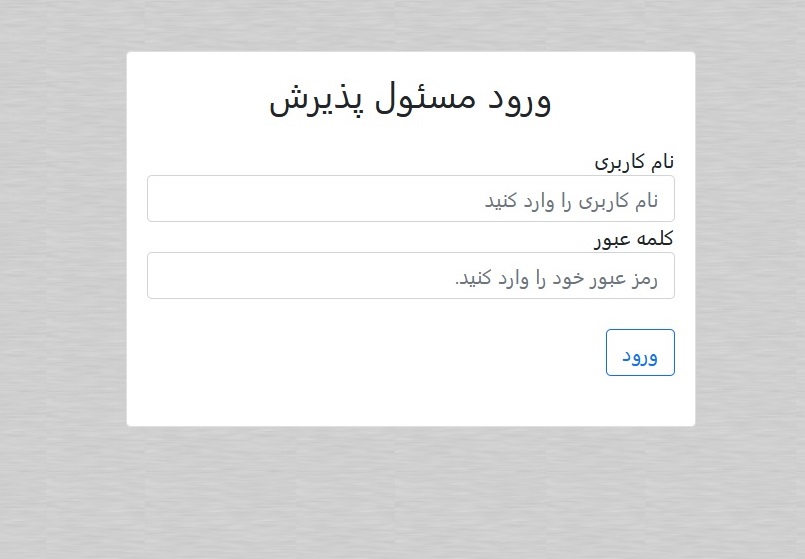 ورود مسئول پذیرش
نام کاربری
نام کاربری را وارد کنید
کلمه عبور
رمز عبور خود را وارد کنید.
ورود